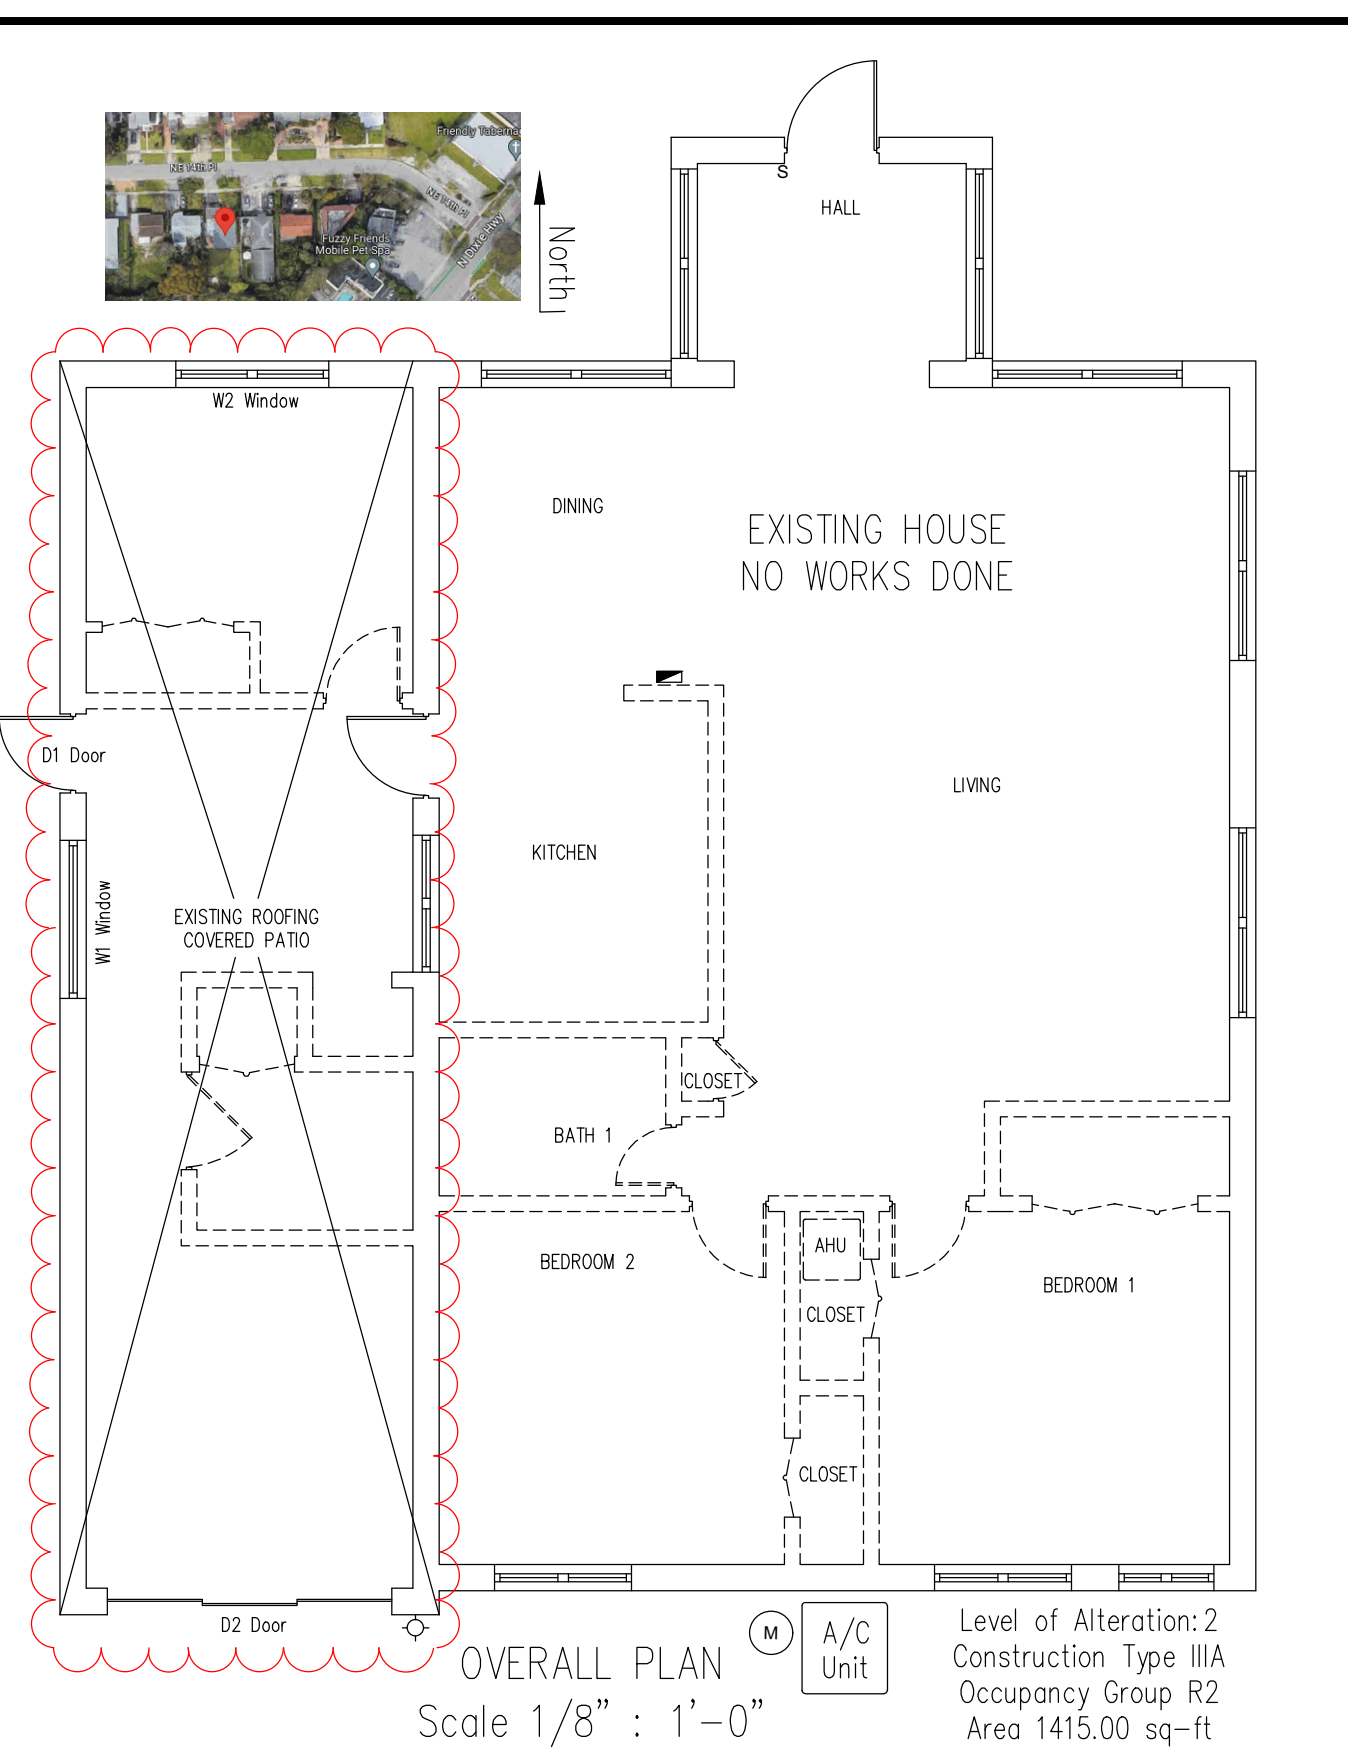 Friendly Taberna
NE 14th Pl
NE 14th Pl
N Dixie Hwy
Fuzzy Friends
Mobile Pet Spa
North
S
HALL
W2 Window
DINING
EXISTING HOUSE
NO WORKS DONE
D1 Door
LIVING
KITCHEN
W1 Window
EXISTING ROOFING
COVERED PATIO
CLOSET
BATH 1
AHU
BEDROOM 2
BEDROOM 1
CLOSET
CLOSET
D2 Door
M
A/C
Unit
OVERALL PLAN
Scale 1/8" : 1'-0"
Level of Alteration: 2
Construction Type IIIA
Occupancy Group R2
Area 1415.00 sq-ft